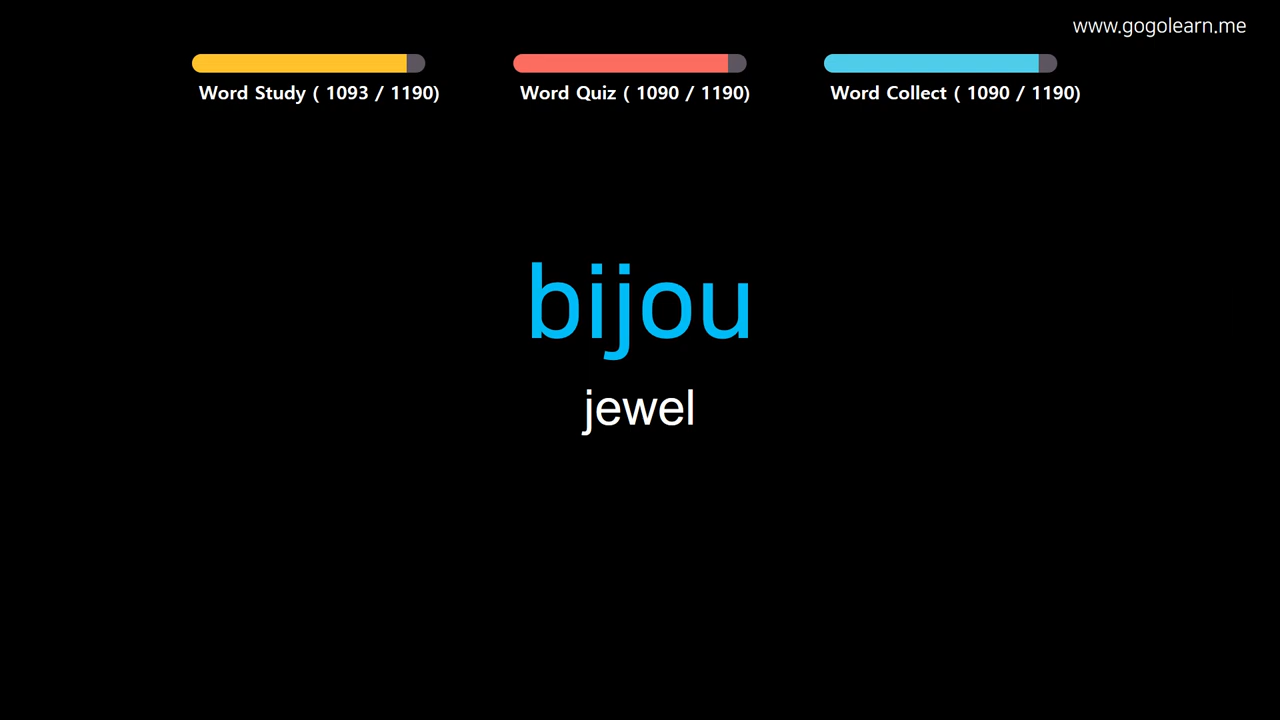 www.gogolearn.me
Word Study ( 1093 / 1190)
Word Quiz ( 1090 / 1190)
Word Collect ( 1090 / 1190)
bijou
jewel